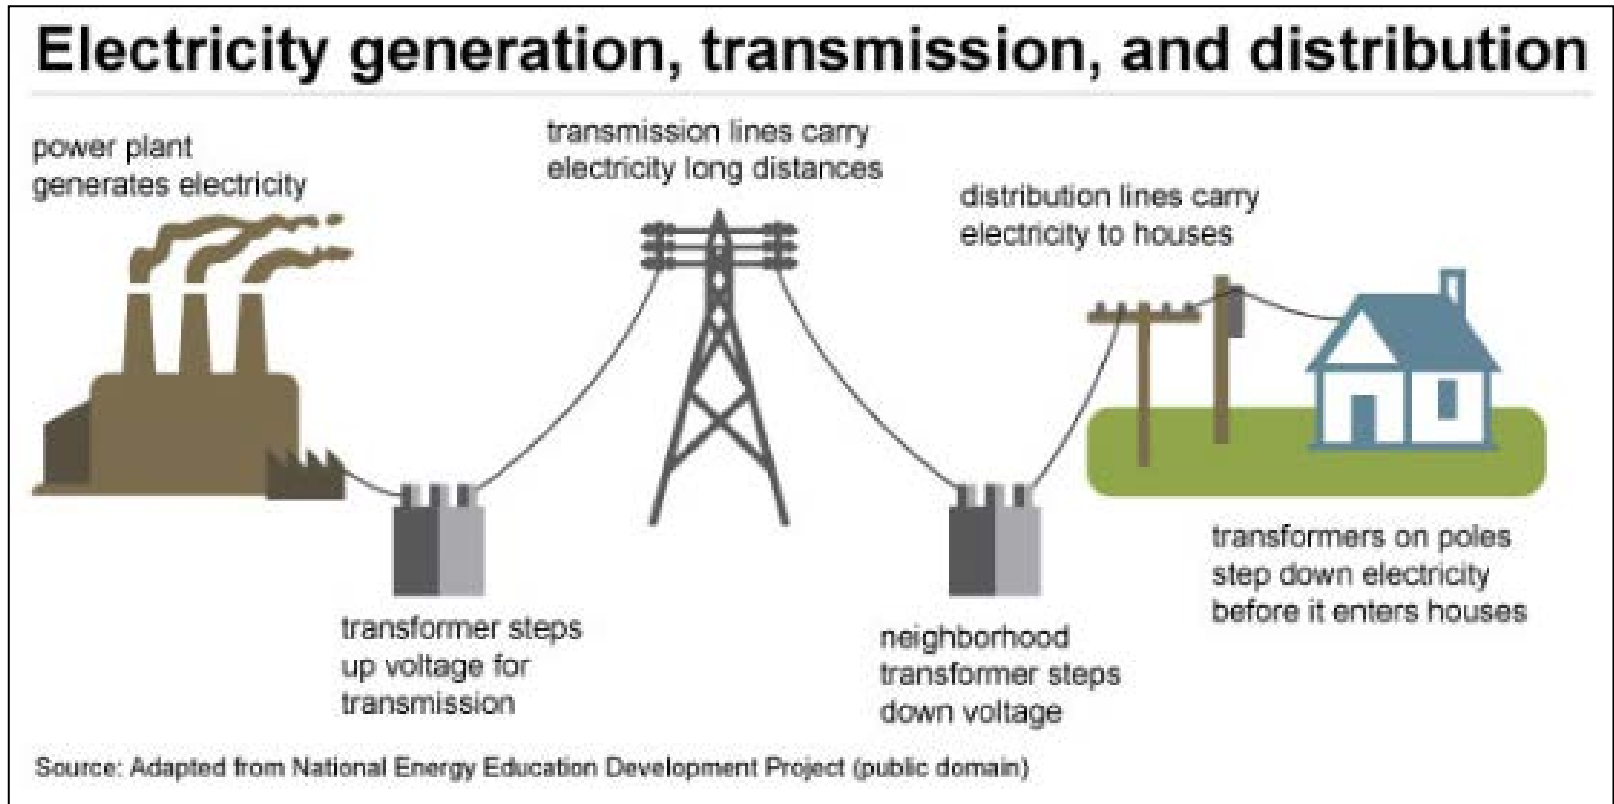 Electricity generation, transmission, and distribution
power plant
generates electricity
transmission lines carry
electricity long distances
distribution lines carry
electricity to houses
transformer steps
up voltage for
transmission
neighborhood
transformer steps
down voltage
transformers on poles
step down electricity
before it enters houses
Source: Adapted from National Energy Education Development Project (public domain)